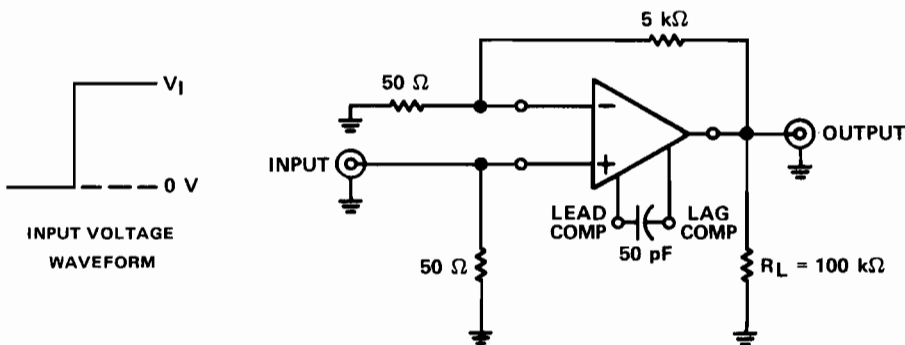 5 kΩ
V_I
50 Ω
−
OUTPUT
INPUT
+
0 V
LEAD
COMP
LAG
COMP
50 pF
INPUT VOLTAGE
WAVEFORM
50 Ω
R_L = 100 kΩ